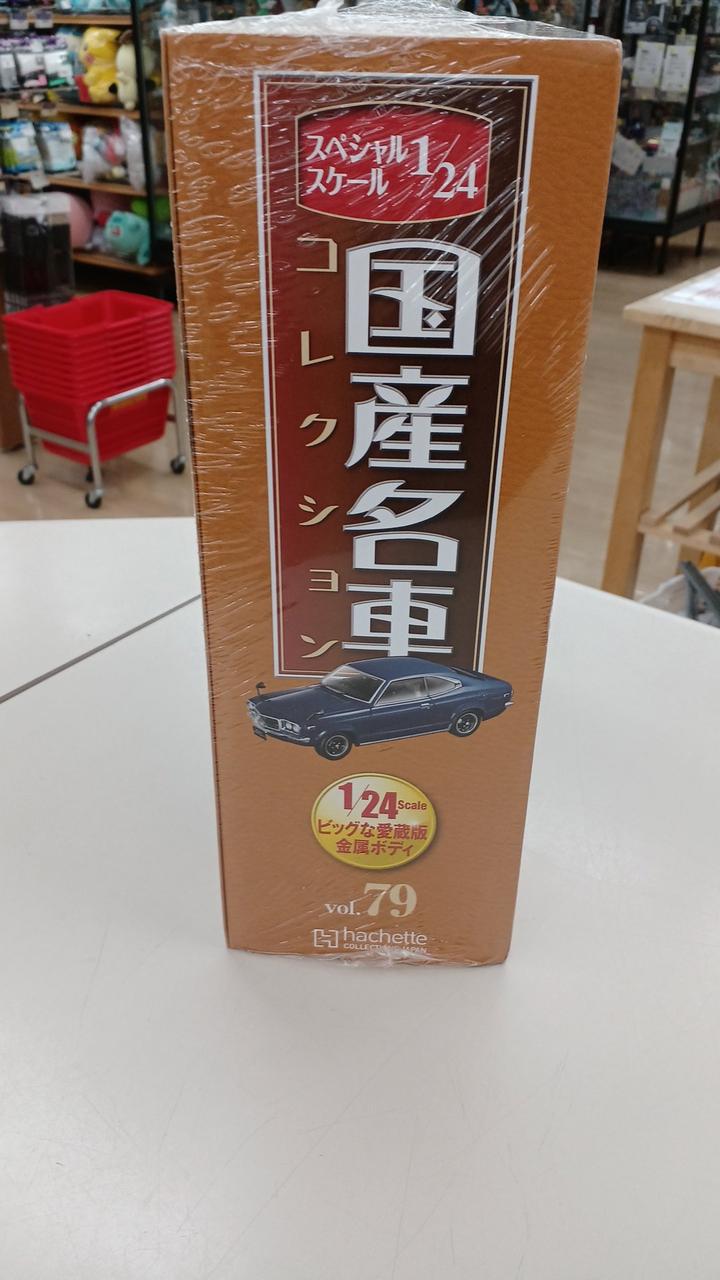 スペシャル
スケール
1/24
国産名車
コレクション
1/24 Scale
ビッグな愛蔵版
金属ボディ
vol.79
hachette
COLLECTIONS JAPAN